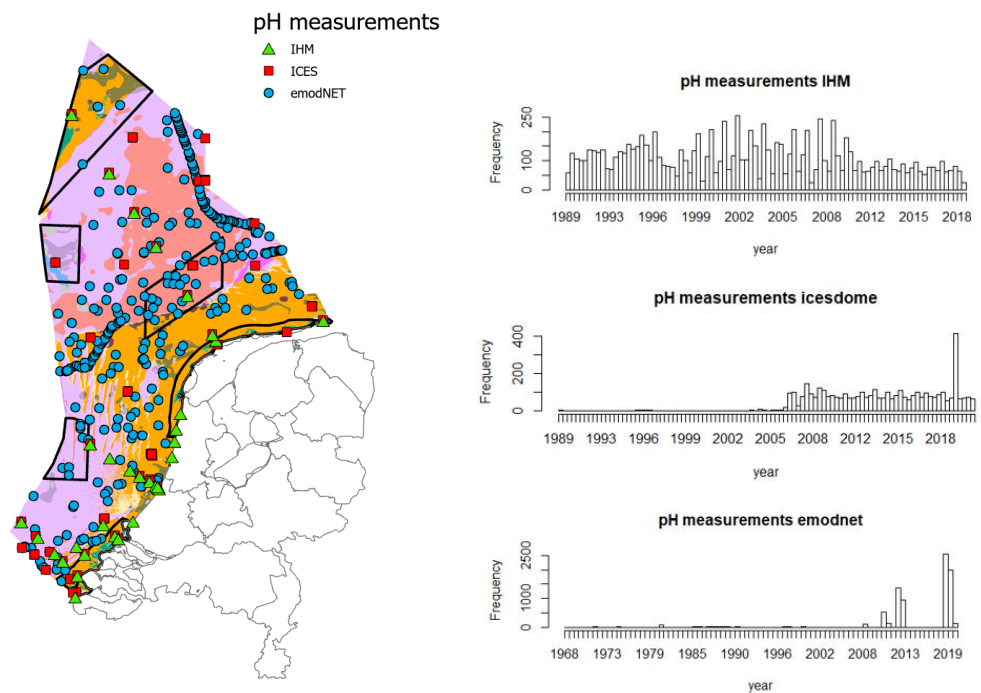 pH measurements
IHM
ICES
emodNET
pH measurements IHM
Frequency
250
100
0
1989 1993 1996 1999 2002 2005 2008 2012 2015 2018
year
pH measurements icesdome
Frequency
400
200
0
1989 1993 1996 1999 2002 2005 2008 2012 2015 2018
year
pH measurements emodnet
Frequency
2500
1000
0
1968 1973 1979 1985 1990 1996 2002 2008 2013 2019
year